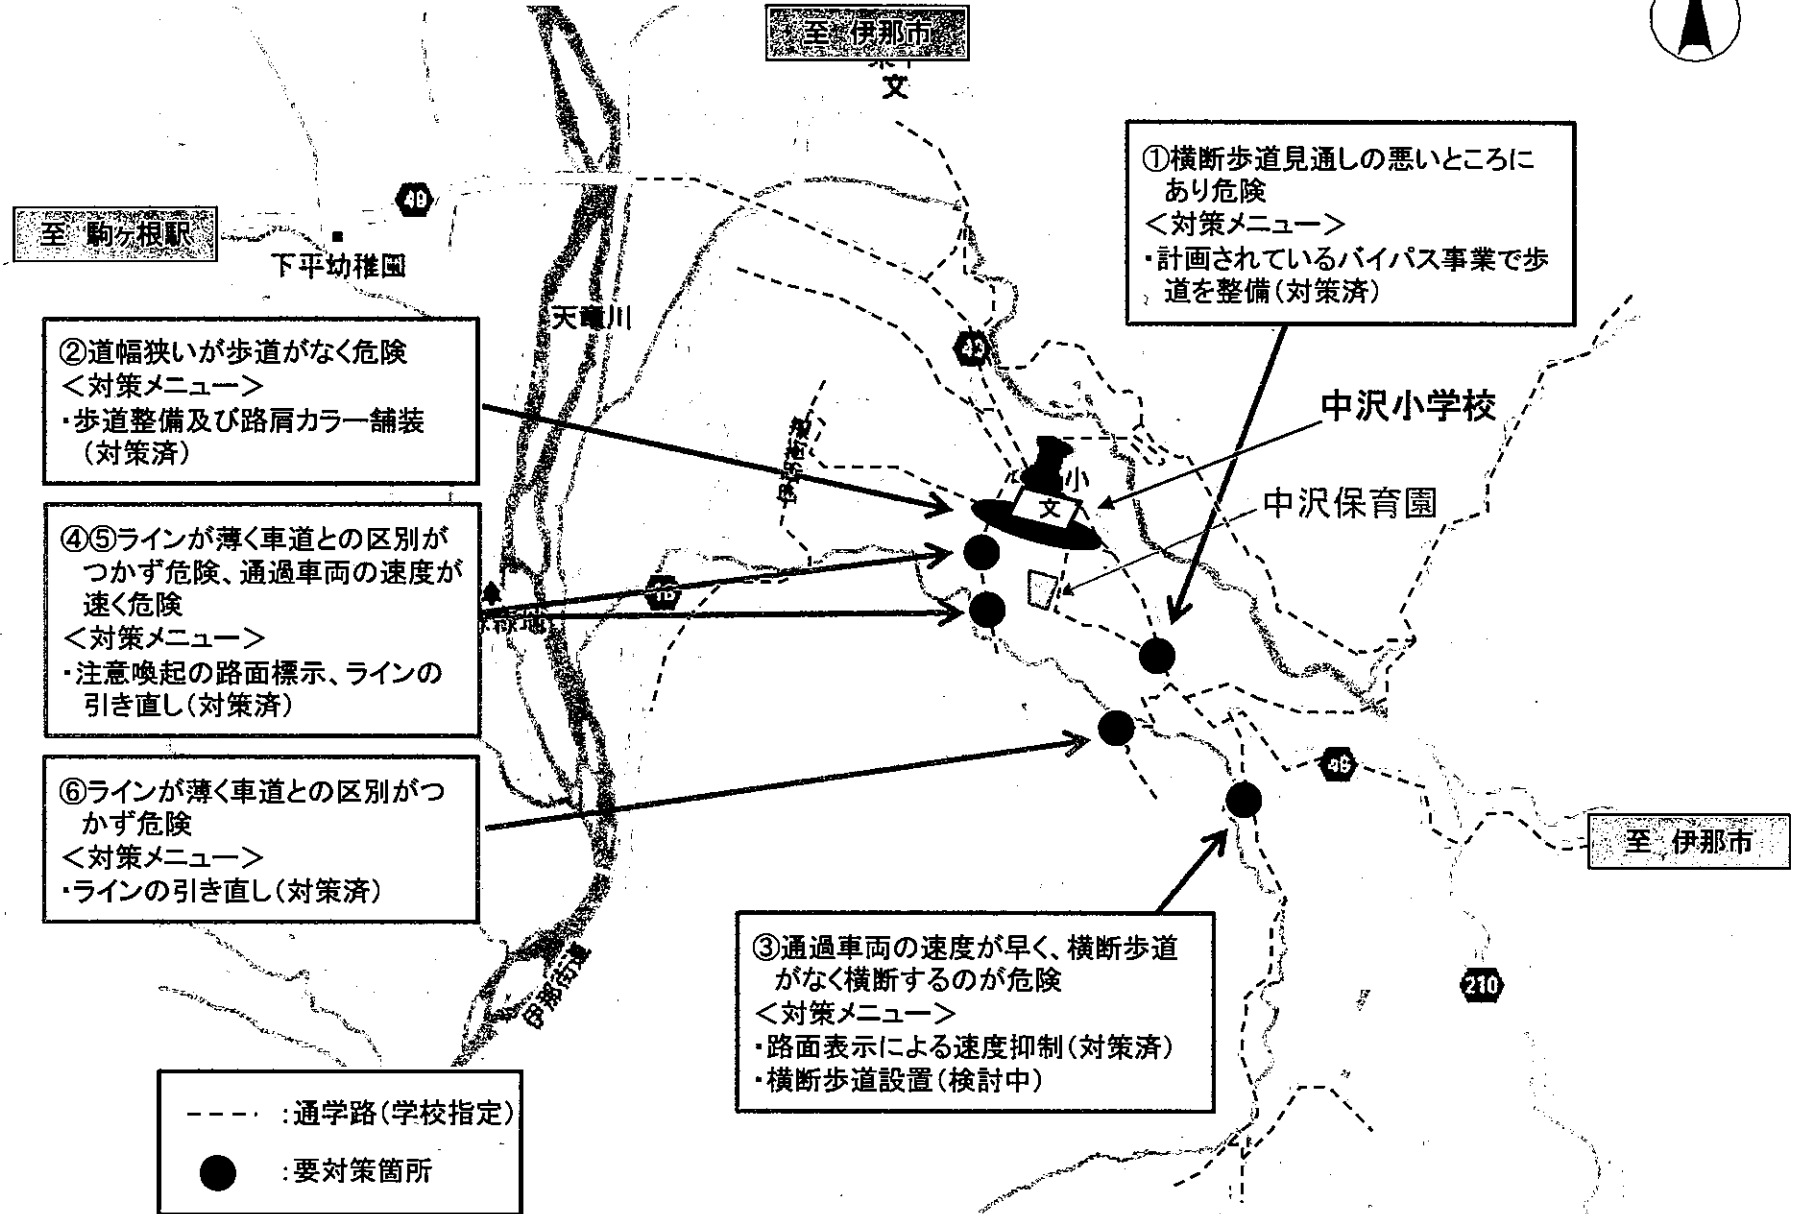 至 伊那市
文
①横断歩道見通しの悪いところに
あり危険
<対策メニュー>
・計画されているバイパス事業で歩
道を整備(対策済)
49
至 駒ヶ根駅
下平幼稚園
天竜川
②道幅狭いが歩道がなく危険
<対策メニュー>
・歩道整備及び路肩カラー舗装
(対策済)
49
中沢小学校
小
文
中沢保育園
④⑤ラインが薄く車道との区別が
つかず危険、通過車両の速度が
速く危険
<対策メニュー>
・注意喚起の路面標示、ラインの
引き直し(対策済)
49
⑥ラインが薄く車道との区別がつ
かず危険
<対策メニュー>
・ラインの引き直し(対策済)
至 伊那市
③通過車両の速度が早く、横断歩道
がなく横断するのが危険
<対策メニュー>
・路面表示による速度抑制(対策済)
・横断歩道設置(検討中)
伊那街道
210
:通学路(学校指定)
:要対策箇所